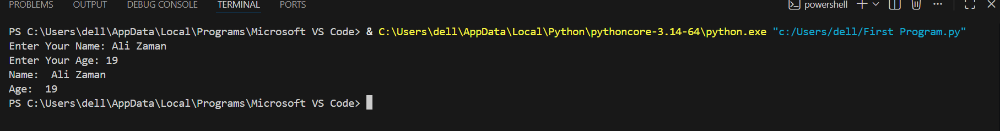 PROBLEMS OUTPUT DEBUG CONSOLE TERMINAL PORTS powershell
PS C:\Users\dell\AppData\Local\Programs\Microsoft VS Code> & C:\Users\dell\AppData\Local\Python\pythoncore-3.14-64\python.exe "c:/Users/dell/First Program.py"
Enter Your Name: Ali Zaman
Enter Your Age: 19
Name:  Ali Zaman
Age:  19
PS C:\Users\dell\AppData\Local\Programs\Microsoft VS Code>